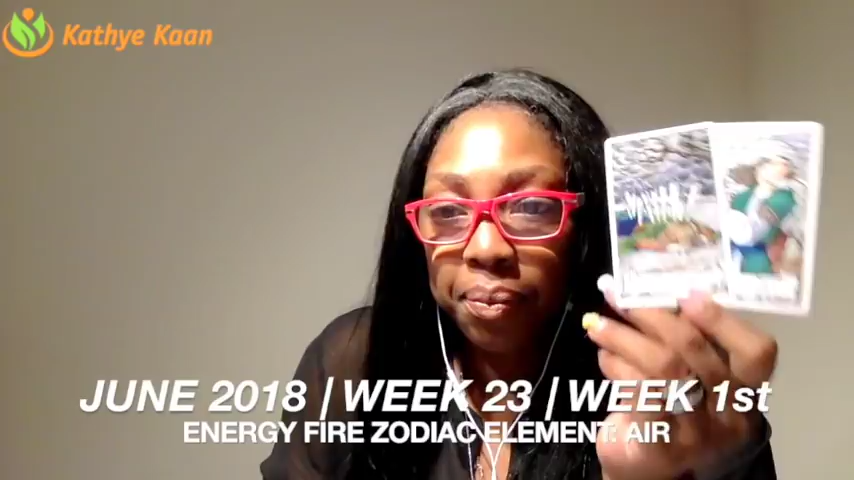 Kathye Kaan
JUNE 2018 | WEEK 23 | WEEK 1st
ENERGY FIRE ZODIAC ELEMENT: AIR